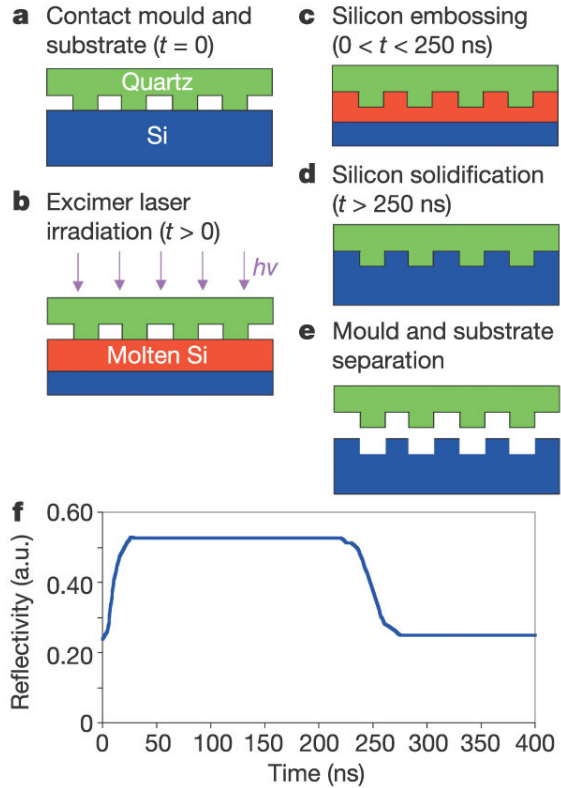 a Contact mould and
substrate (t = 0)
Quartz
Si
b Excimer laser
irradiation (t > 0)
hν
Molten Si
c Silicon embossing
(0 < t < 250 ns)
d Silicon solidification
(t > 250 ns)
e Mould and substrate
separation
f
Reflectivity (a.u.)
0.60
0.40
0.20
0
0 50 100 150 200 250 300 350 400
Time (ns)